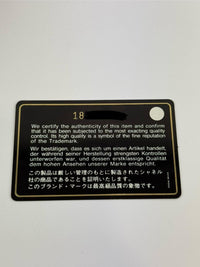 18
We certify the authenticity of this item and confirm
that it has been subjected to the most exacting quality
control. Its high quality is a symbol of the fine reputation
of the Trademark.
Wir bestätigen, dass es sich um einen Artikel handelt,
der während seiner Herstellung strengsten Kontrollen
unterworfen war, und dessen erstklassige Qualität
dem hohen Ansehen unserer Marke entspricht.
この製品は厳しい管理のもとに製造されたシャネル
社の商品であることを証明いたします。
このブランド・マークは最高級品質の象徴です。